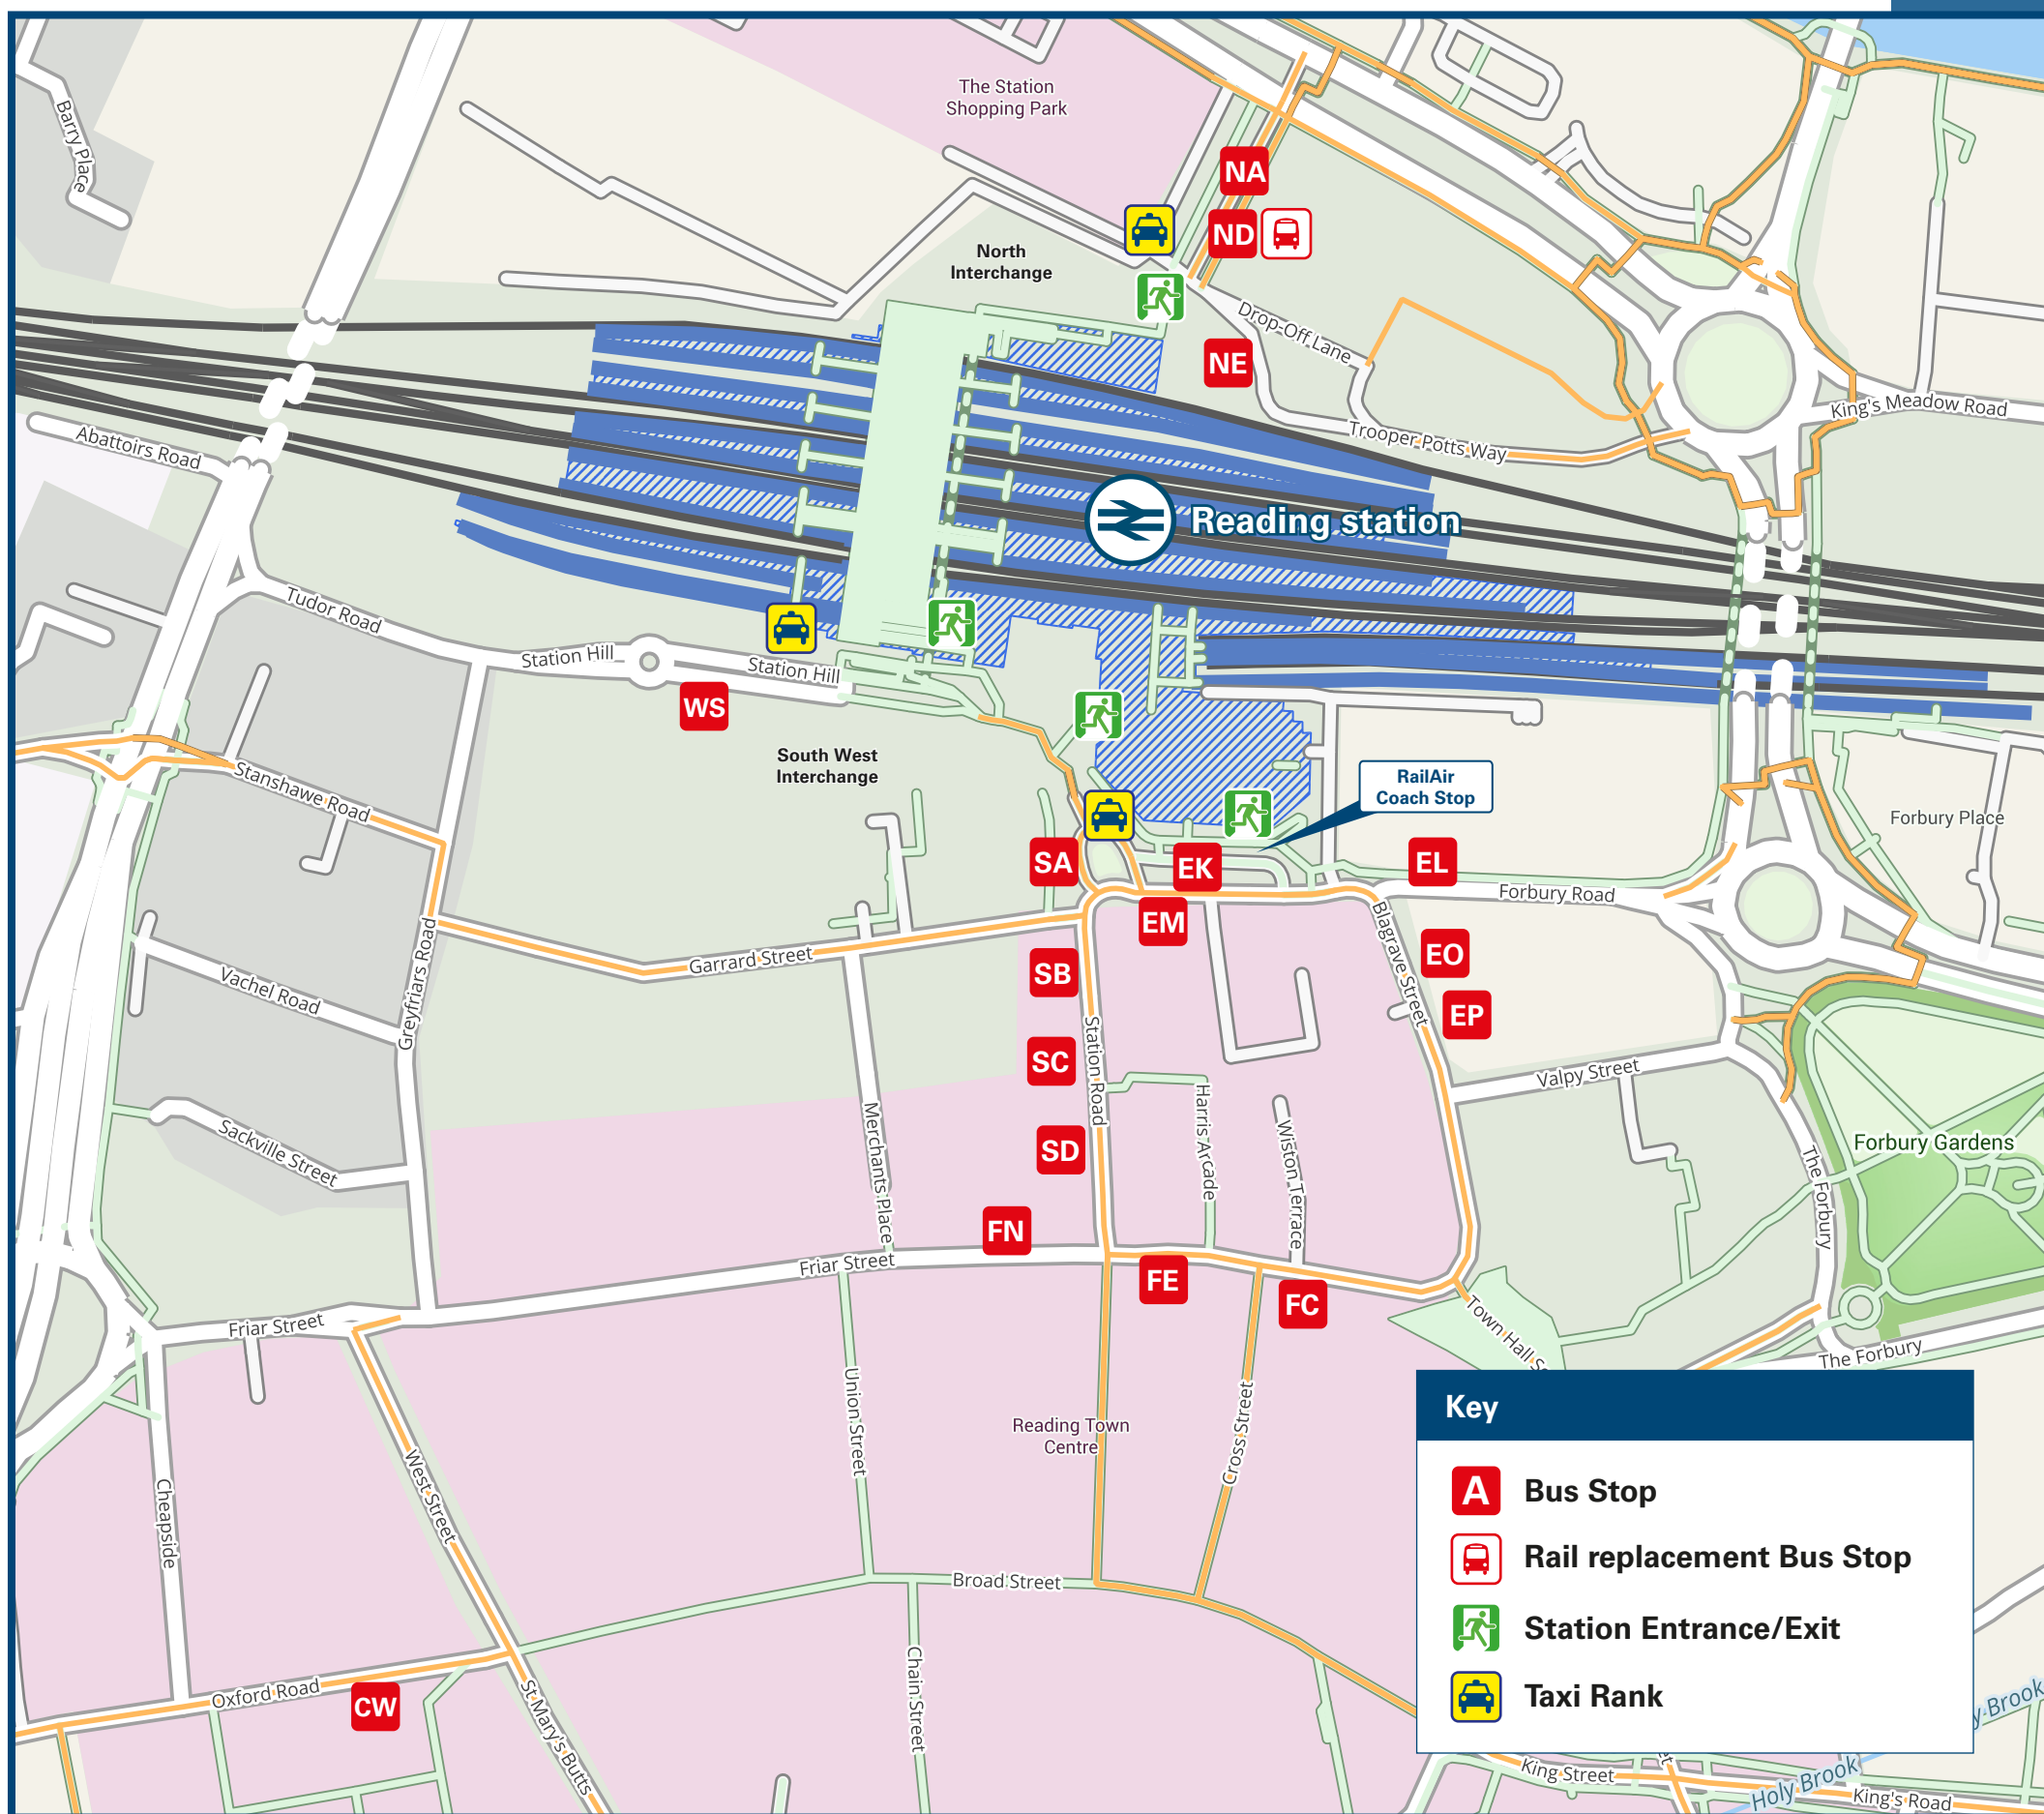 The Station
Shopping Park
Barry Place
NA
ND
North
Interchange
Drop-Off Lane
NE
King's Meadow Road
Trooper Potts Way
Abattoirs Road
Reading station
Tudor Road
Station Hill
Station Hill
WS
South West
Interchange
RailAir
Coach Stop
Stanshawe Road
Forbury Place
SA
EK
EL
Forbury Road
EM
Blagrave Street
EO
Garrard Street
SB
Vachel Road
Greyfriars Road
EP
Station Road
SC
Valpy Street
Harris Arcade
Merchants Place
Wiston Terrace
Sackville Street
SD
Forbury Gardens
The Forbury
FN
Friar Street
FE
FC
Friar Street
Town Hall S
The Forbury
Union Street
Reading Town
Centre
Cross Street
West Street
Cheapside
Broad Street
Chain Street
Oxford Road
CW
St Mary's Butts
Key
A Bus Stop
Rail replacement Bus Stop
Station Entrance/Exit
Taxi Rank
y Brook
King Street
Holy Brook
King's Road